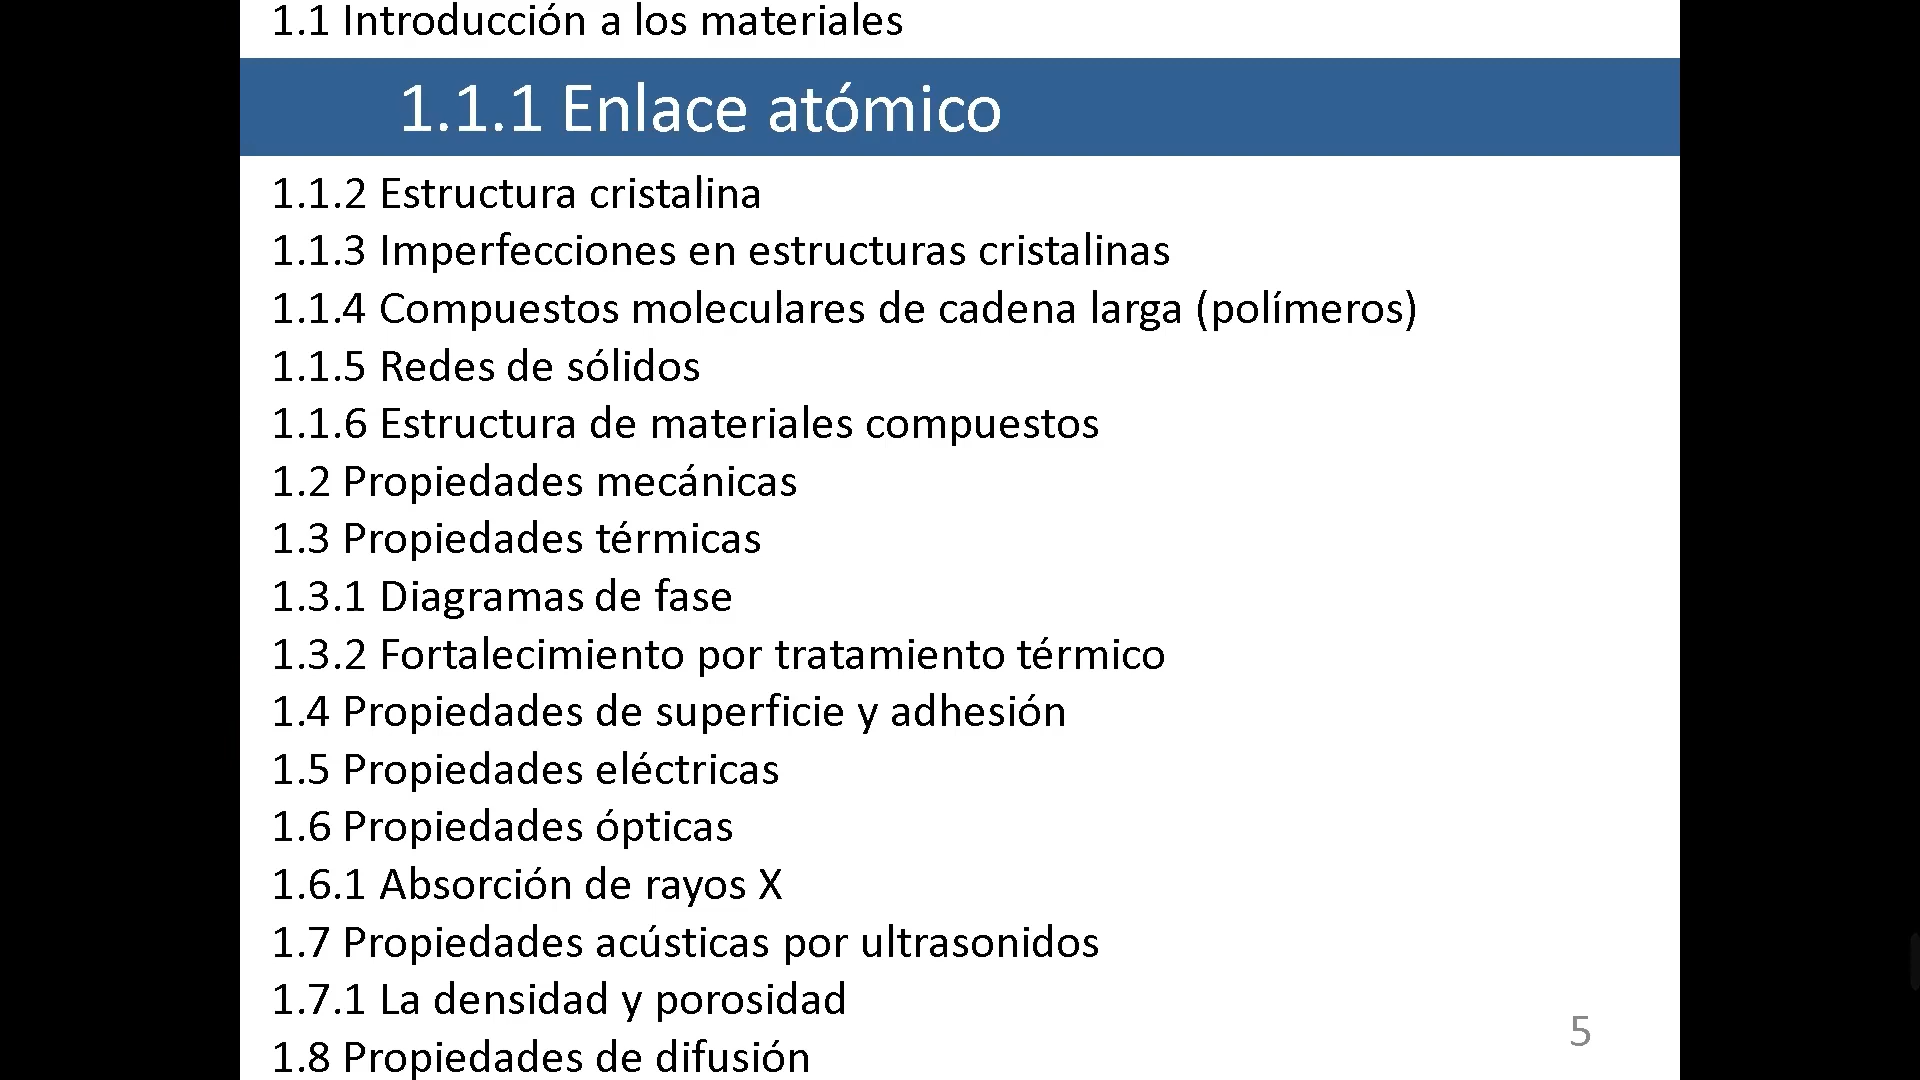 1.1 Introducción a los materiales
1.1.1 Enlace atómico
1.1.2 Estructura cristalina
1.1.3 Imperfecciones en estructuras cristalinas
1.1.4 Compuestos moleculares de cadena larga (polímeros)
1.1.5 Redes de sólidos
1.1.6 Estructura de materiales compuestos
1.2 Propiedades mecánicas
1.3 Propiedades térmicas
1.3.1 Diagramas de fase
1.3.2 Fortalecimiento por tratamiento térmico
1.4 Propiedades de superficie y adhesión
1.5 Propiedades eléctricas
1.6 Propiedades ópticas
1.6.1 Absorción de rayos X
1.7 Propiedades acústicas por ultrasonidos
1.7.1 La densidad y porosidad
1.8 Propiedades de difusión
5